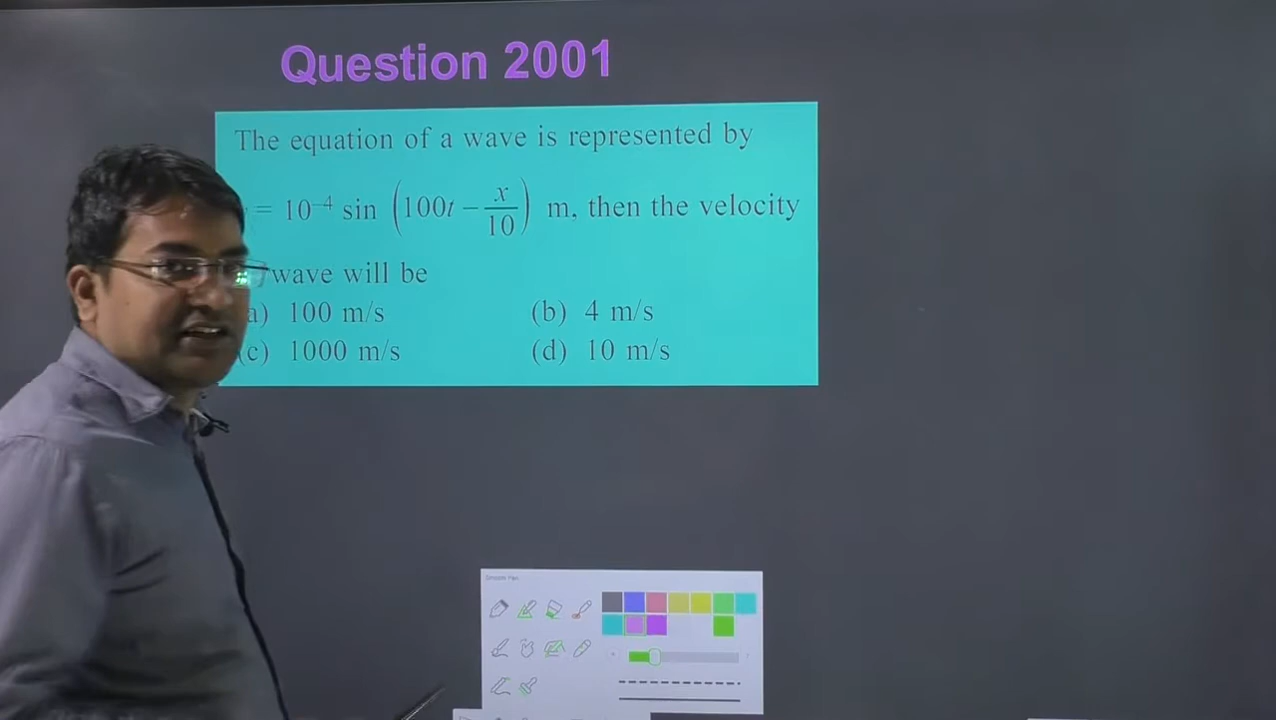 Question 2001
The equation of a wave is represented by
= 10⁻⁴ sin (100t − x/10) m, then the velocity
wave will be
a) 100 m/s (b) 4 m/s
(c) 1000 m/s (d) 10 m/s